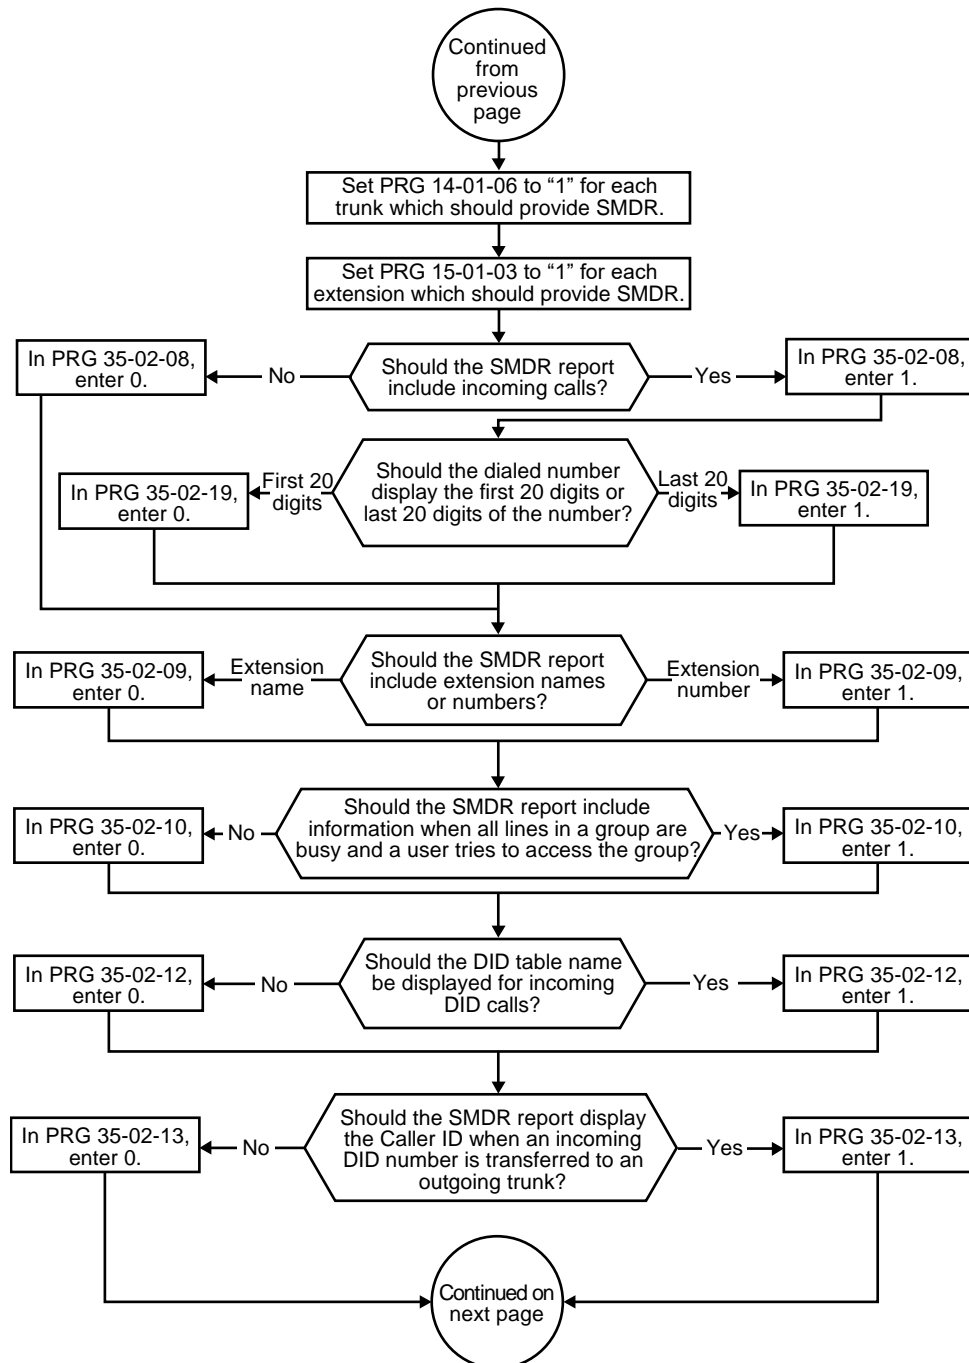 Continued
from
previous
page
Set PRG 14-01-06 to “1” for each
trunk which should provide SMDR.
Set PRG 15-01-03 to “1” for each
extension which should provide SMDR.
In PRG 35-02-08,
enter 0.
No
Should the SMDR report
include incoming calls?
Yes
In PRG 35-02-08,
enter 1.
In PRG 35-02-19,
enter 0.
First 20
digits
Should the dialed number
display the first 20 digits or
last 20 digits of the number?
Last 20
digits
In PRG 35-02-19,
enter 1.
In PRG 35-02-09,
enter 0.
Extension
name
Should the SMDR report
include extension names
or numbers?
Extension
number
In PRG 35-02-09,
enter 1.
In PRG 35-02-10,
enter 0.
No
Should the SMDR report include
information when all lines in a group are
busy and a user tries to access the group?
Yes
In PRG 35-02-10,
enter 1.
In PRG 35-02-12,
enter 0.
No
Should the DID table name
be displayed for incoming
DID calls?
Yes
In PRG 35-02-12,
enter 1.
In PRG 35-02-13,
enter 0.
No
Should the SMDR report display
the Caller ID when an incoming
DID number is transferred to an
outgoing trunk?
Yes
In PRG 35-02-13,
enter 1.
Continued on
next page